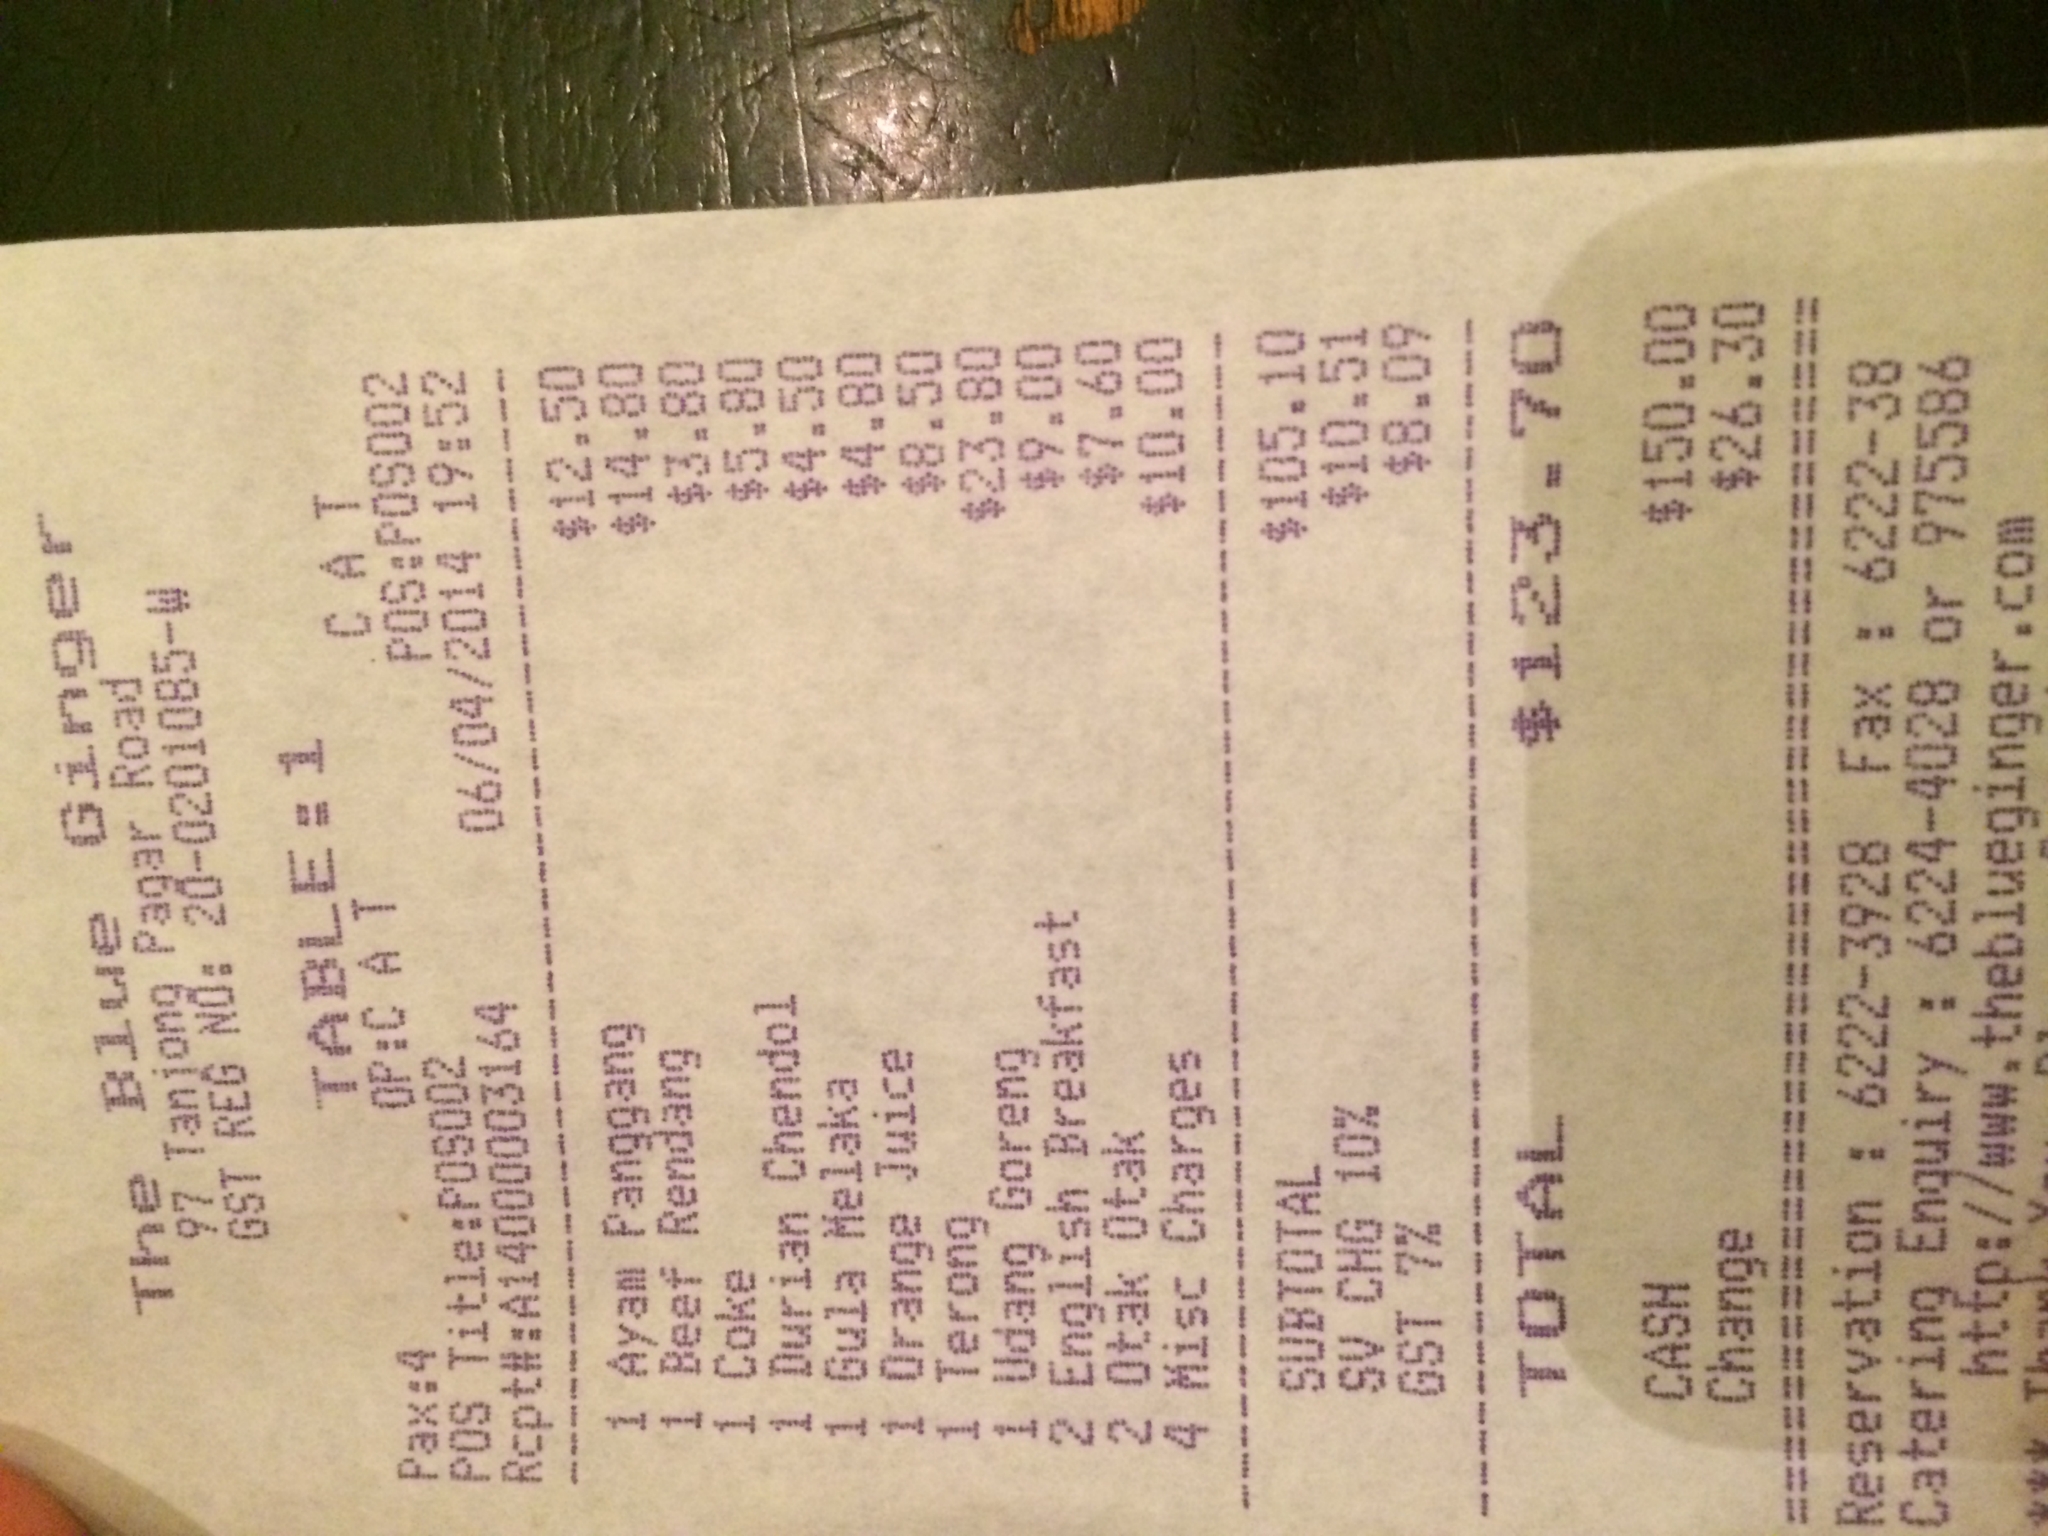 The Blue Ginger
97 Tanjong Pagar Road
GST REG NO: 20-0201085-W
TABLE:1
OP:C A T C A T
Pax:4 POS:POS002
POS Title:POS002 06/04/2014 19:52
Rcpt#:A14000003164
1 Ayam Panggang $12.50
1 Beef Rendang $14.80
1 Coke $3.80
1 Durian Chendol $5.80
1 Gula Melaka $4.50
1 Orange Juice $4.80
1 Terong $8.50
1 Udang Goreng $23.80
2 English Breakfast $9.00
2 Otak Otak $7.60
4 Misc Charges $10.00
SUBTOTAL $105.10
SV CHG 10% $10.51
GST 7% $8.09
TOTAL $123.70
CASH $150.00
Change $26.30
Reservation : 6222-3928 Fax : 6222-38
Catering Enquiry : 6224-4028 or 975586
http://www.theblueginger.com
*** Thank You